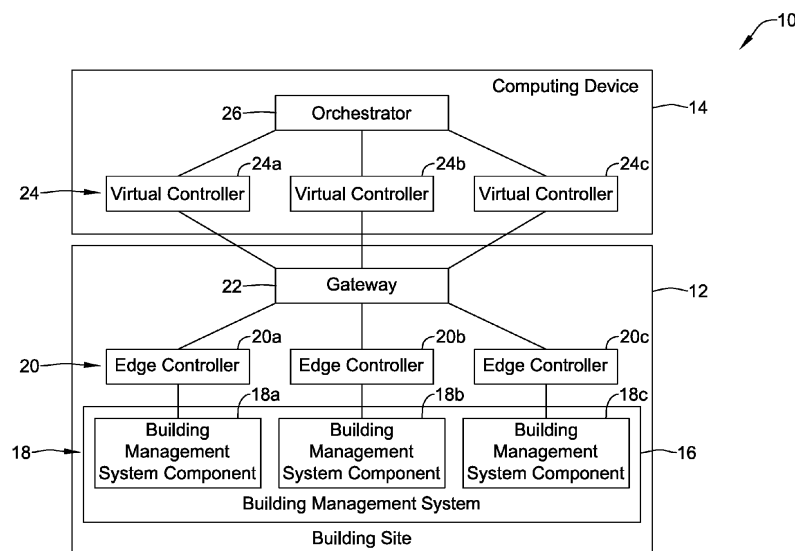 10
Computing Device
14
26
Orchestrator
24a
24b
24c
24
Virtual Controller
Virtual Controller
Virtual Controller
22
Gateway
12
20a
20b
20c
20
Edge Controller
Edge Controller
Edge Controller
18a
18b
18c
18
Building
Management
System Component
Building
Management
System Component
Building
Management
System Component
16
Building Management System
Building Site